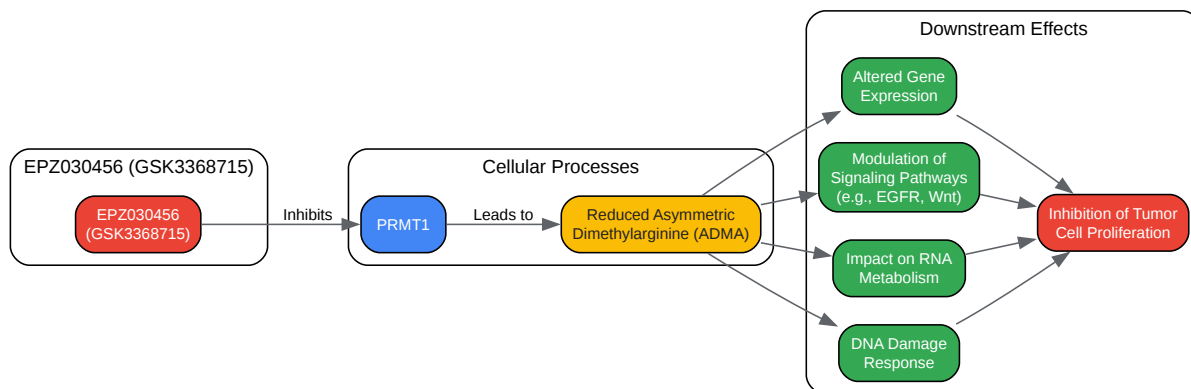 EPZ030456 (GSK3368715)
EPZ030456
(GSK3368715)
Inhibits
Cellular Processes
PRMT1
Leads to
Reduced Asymmetric
Dimethylarginine (ADMA)
Downstream Effects
Altered Gene
Expression
Modulation of
Signaling Pathways
(e.g., EGFR, Wnt)
Impact on RNA
Metabolism
DNA Damage
Response
Inhibition of Tumor
Cell Proliferation